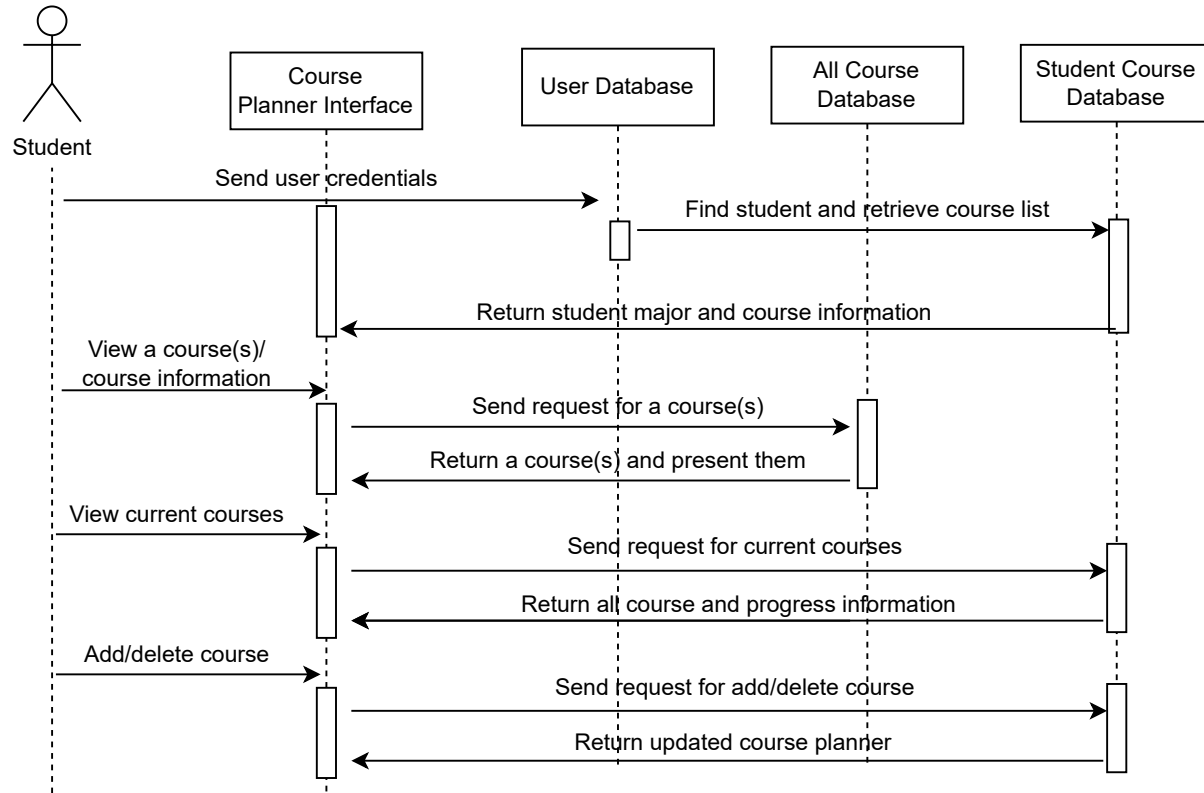 Student
Course
Planner Interface
User Database
All Course
Database
Student Course
Database
Send user credentials
Find student and retrieve course list
Return student major and course information
View a course(s)/
course information
Send request for a course(s)
Return a course(s) and present them
View current courses
Send request for current courses
Return all course and progress information
Add/delete course
Send request for add/delete course
Return updated course planner